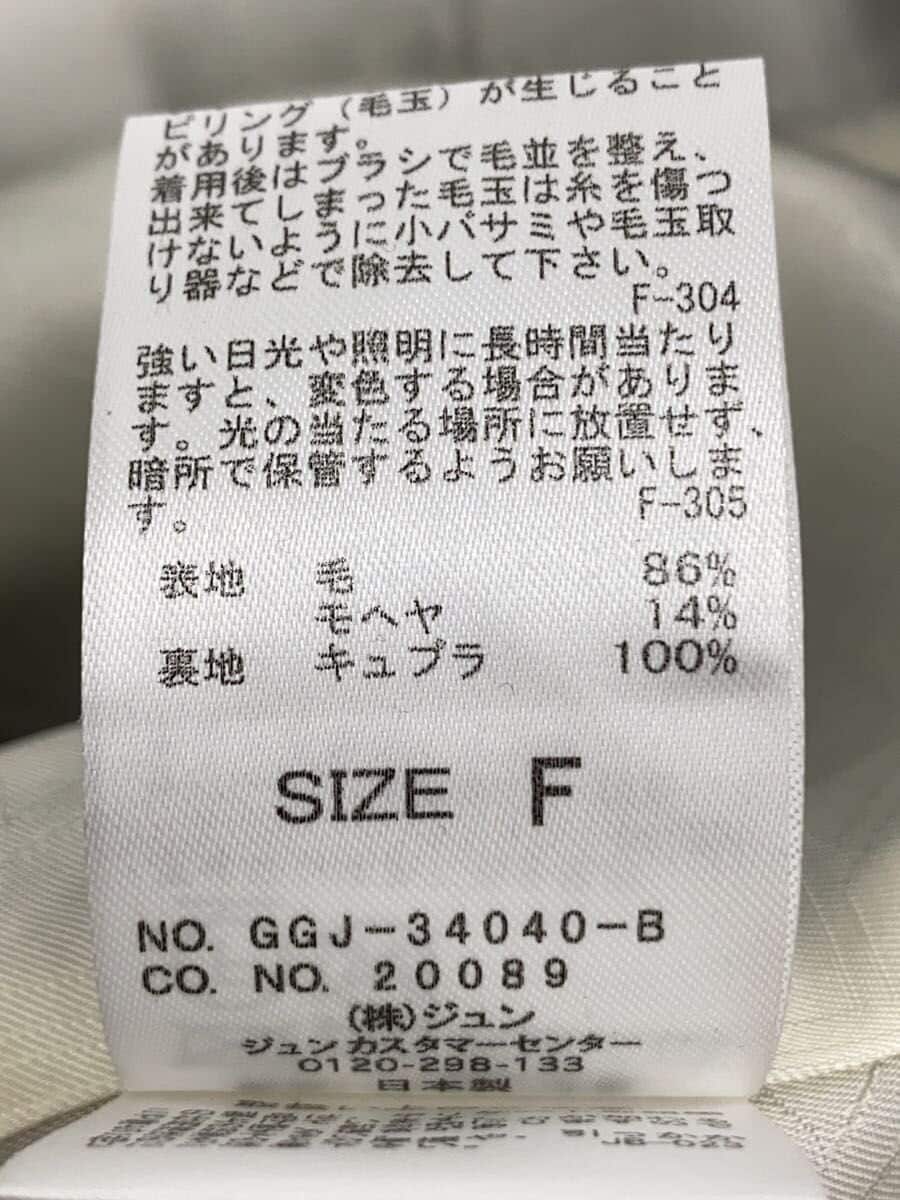 ピリング（毛玉）が生じること
があります。
着用後はブラシで毛並を整え、
出来てしまった毛玉は糸を傷つ
けないように小バサミや毛玉取
り器などで除去して下さい。
F-304
強い日光や照明に長時間当たり
ますと、変色する場合がありま
す。光の当たる場所に放置せず、
暗所で保管するようお願いしま
す。
F-305
表地 毛 86%
モヘヤ 14%
裏地 キュプラ 100%
SIZE F
NO. GGJ-34040-B
CO. NO. 20089
(株)ジュン
ジュン カスタマーセンター
0120-298-133
日本製